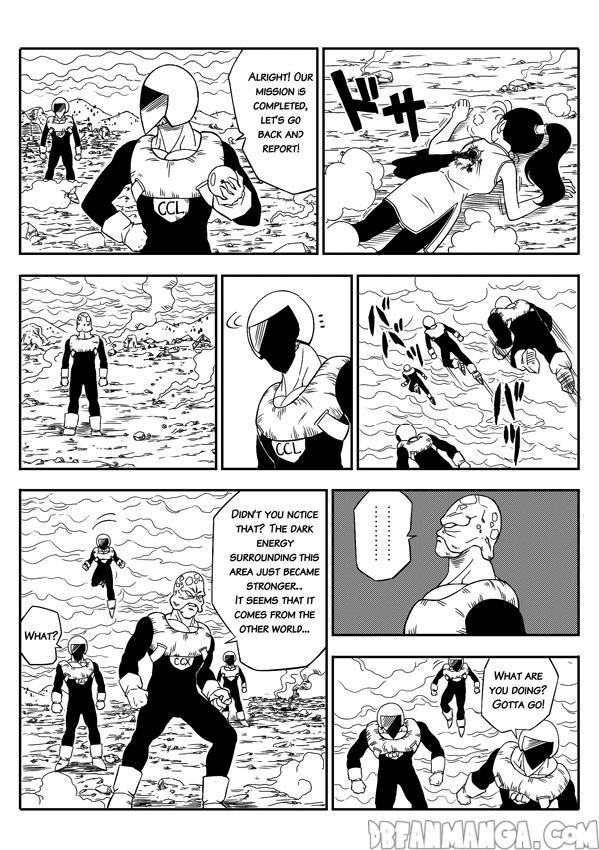 ドサ
ALRIGHT! OUR
MISSION IS
COMPLETED,
LET'S GO
BACK AND
REPORT!
CCL
CCL
......
WHAT ARE
YOU DOING?
GOTTA GO!
DIDN'T YOU NCTICE
THAT? THE DARK
ENERGY
SURROUNDING THIS
AREA JUST BECAME
STRONGER..
IT SEEMS THAT IT
COMES FROM THE
OTHER WORLD...
WHAT?
CCX
DBFANMANGA.COM